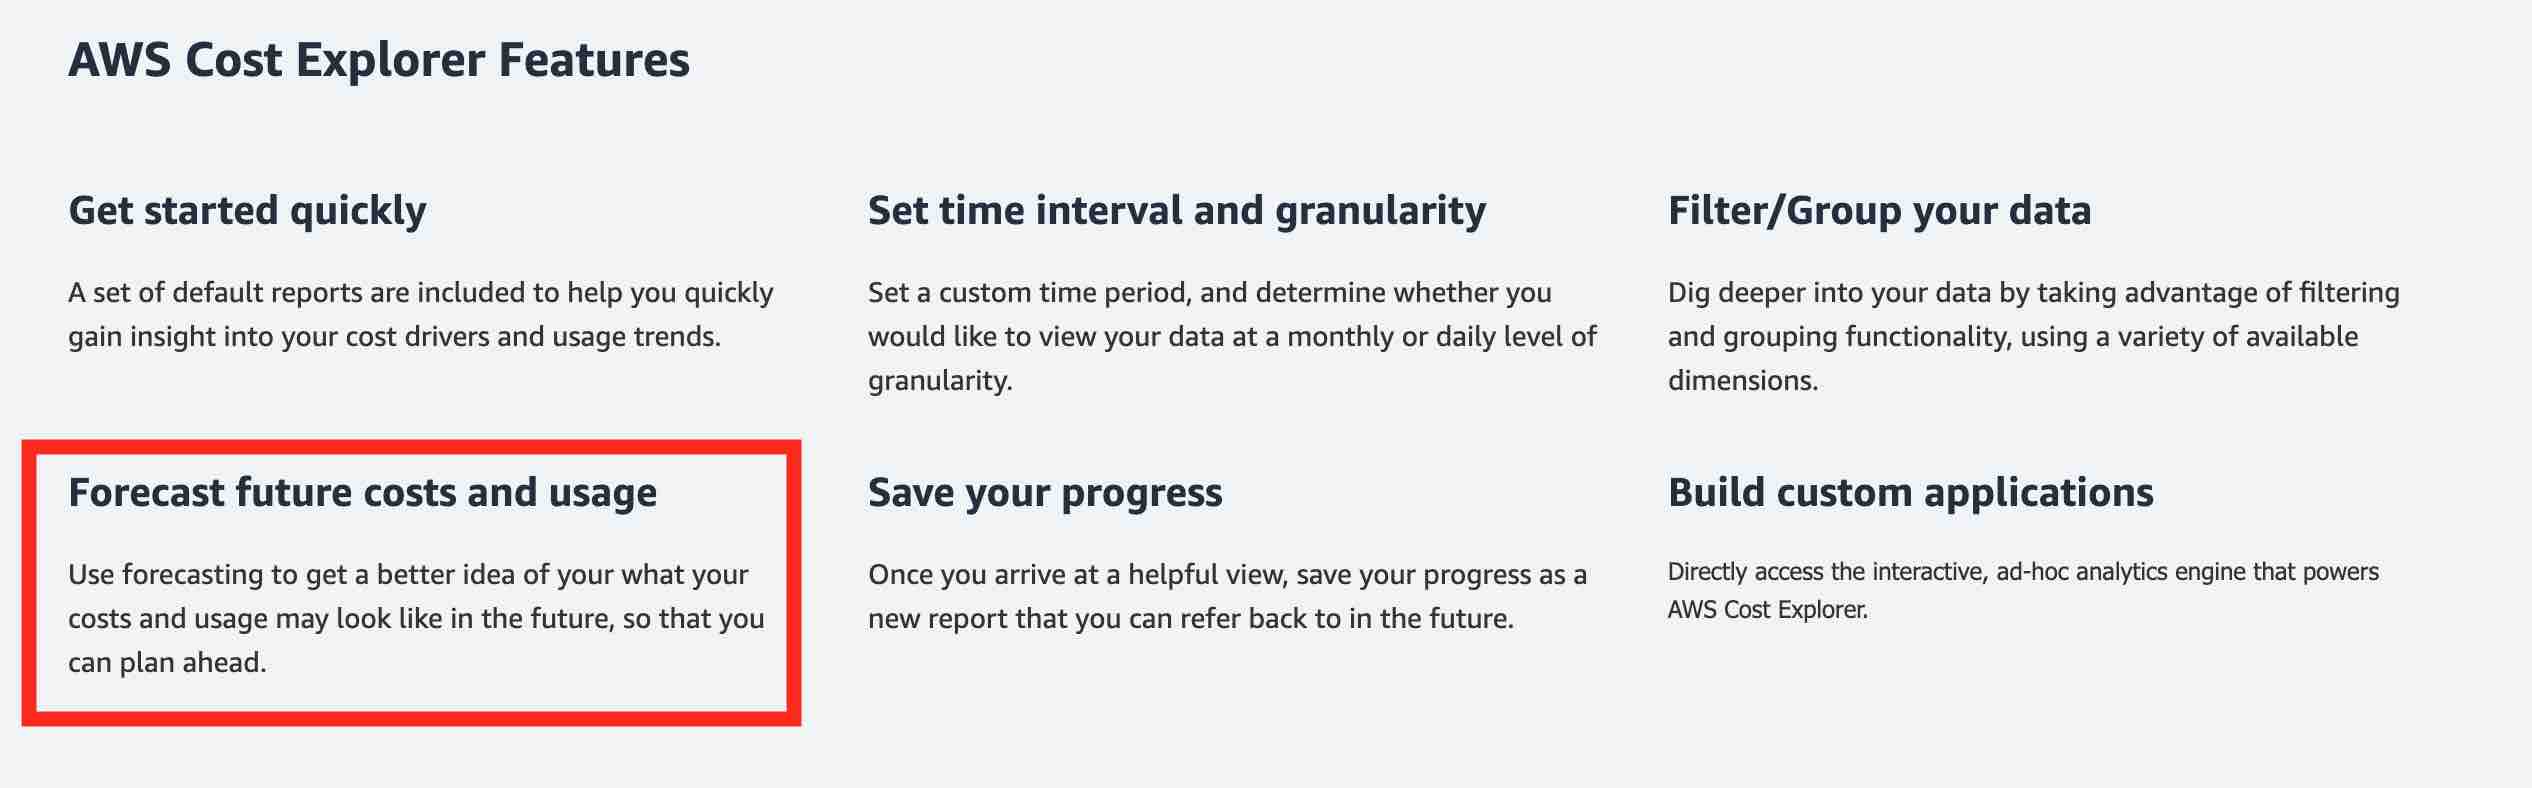 AWS Cost Explorer Features
Get started quickly
A set of default reports are included to help you quickly
gain insight into your cost drivers and usage trends.
Set time interval and granularity
Set a custom time period, and determine whether you
would like to view your data at a monthly or daily level of
granularity.
Filter/Group your data
Dig deeper into your data by taking advantage of filtering
and grouping functionality, using a variety of available
dimensions.
Forecast future costs and usage
Use forecasting to get a better idea of your what your
costs and usage may look like in the future, so that you
can plan ahead.
Save your progress
Once you arrive at a helpful view, save your progress as a
new report that you can refer back to in the future.
Build custom applications
Directly access the interactive, ad-hoc analytics engine that powers
AWS Cost Explorer.